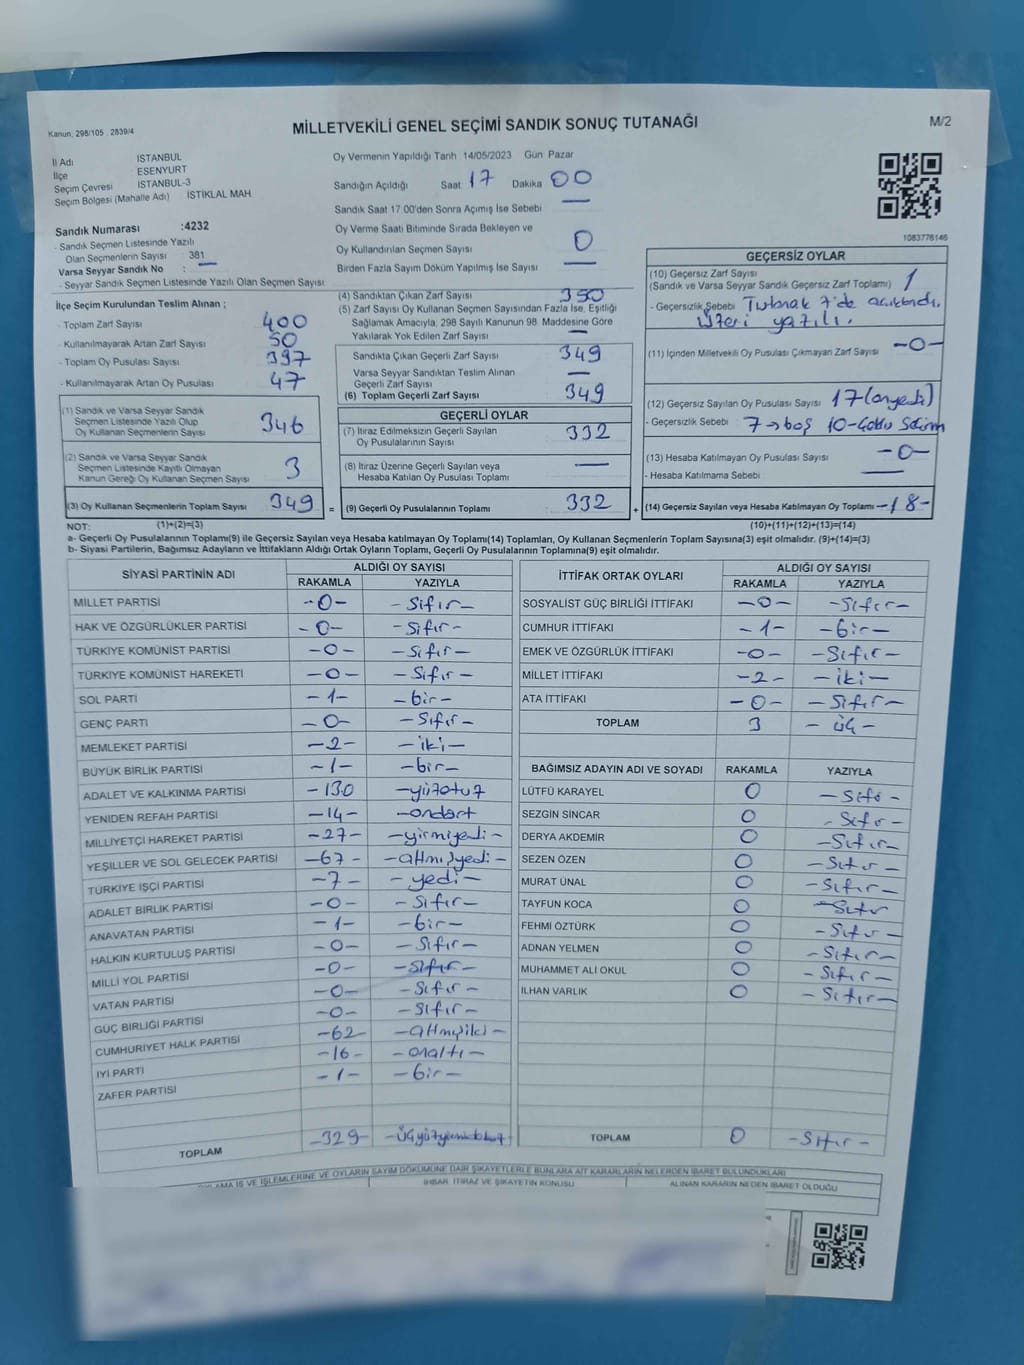 Kanun: 298/105 . 2839/4
MİLLETVEKİLİ GENEL SEÇİMİ SANDIK SONUÇ TUTANAĞI
M/2
İl Adı İSTANBUL
İlçe ESENYURT
Seçim Çevresi İSTANBUL-3
Seçim Bölgesi (Mahalle Adı) İSTİKLAL MAH.
Sandık Numarası :4232
- Sandık Seçmen Listesinde Yazılı
Olan Seçmenlerin Sayısı : 381
Varsa Seyyar Sandık No : —
- Seyyar Sandık Seçmen Listesinde Yazılı Olan Seçmen Sayısı
Oy Vermenin Yapıldığı Tarih 14/05/2023 Gün Pazar
Sandığın Açıldığı Saat 17 Dakika 00
Sandık Saat 17.00'den Sonra Açılmış İse Sebebi —
Oy Verme Saati Bitiminde Sırada Bekleyen ve
Oy Kullandırılan Seçmen Sayısı 0
Birden Fazla Sayım Döküm Yapılmış İse Sayısı —
1083776146
İlçe Seçim Kurulundan Teslim Alınan ;
- Toplam Zarf Sayısı 400
- Kullanılmayarak Artan Zarf Sayısı 50
- Toplam Oy Pusulası Sayısı 397
- Kullanılmayarak Artan Oy Pusulası 47
(1) Sandık ve Varsa Seyyar Sandık
Seçmen Listesinde Yazılı Olup
Oy Kullanan Seçmenlerin Sayısı 346
(2) Sandık ve Varsa Seyyar Sandık
Seçmen Listesinde Kayıtlı Olmayan
Kanun Gereği Oy Kullanan Seçmen Sayısı 3
(3) Oy Kullanan Seçmenlerin Toplam Sayısı 349 =
(4) Sandıktan Çıkan Zarf Sayısı 350
(5) Zarf Sayısı Oy Kullanan Seçmen Sayısından Fazla İse, Eşitliği
Sağlamak Amacıyla, 298 Sayılı Kanunun 98. Maddesine Göre
Yakılarak Yok Edilen Zarf Sayısı —
Sandıkta Çıkan Geçerli Zarf Sayısı 349
Varsa Seyyar Sandıktan Teslim Alınan
Geçerli Zarf Sayısı —
(6) Toplam Geçerli Zarf Sayısı 349
GEÇERLİ OYLAR
(7) İtiraz Edilmeksizin Geçerli Sayılan
Oy Pusulalarının Sayısı 332
(8) İtiraz Üzerine Geçerli Sayılan veya
Hesaba Katılan Oy Pusulası Toplamı —
(9) Geçerli Oy Pusulalarının Toplamı 332 +
GEÇERSİZ OYLAR
(10) Geçersiz Zarf Sayısı
(Sandık ve Varsa Seyyar Sandık Geçersiz Zarf Toplamı) 1
- Geçersizlik Sebebi Tutanak 7'de açıklandı.
Üzeri yazılı.
(11) İçinden Milletvekili Oy Pusulası Çıkmayan Zarf Sayısı -0-
(12) Geçersiz Sayılan Oy Pusulası Sayısı 17 (onyedi)
- Geçersizlik Sebebi 7→boş 10-
(13) Hesaba Katılmayan Oy Pusulası Sayısı -0-
- Hesaba Katılmama Sebebi —
(14) Geçersiz Sayılan veya Hesaba Katılmayan Oy Toplamı -18-
NOT: (1)+(2)=(3) (10)+(11)+(12)+(13)=(14)
a- Geçerli Oy Pusulalarının Toplamı(9) ile Geçersiz Sayılan veya Hesaba katılmayan Oy Toplamı(14) Toplamları, Oy Kullanan Seçmenlerin Toplam Sayısına(3) eşit olmalıdır. (9)+(14)=(3)
b- Siyasi Partilerin, Bağımsız Adayların ve İttifakların Aldığı Ortak Oyların Toplamı, Geçerli Oy Pusulalarının Toplamına(9) eşit olmalıdır.
SİYASİ PARTİNİN ADI ALDIĞI OY SAYISI
RAKAMLA YAZIYLA
MİLLET PARTİSİ -0- -Sıfır-
HAK VE ÖZGÜRLÜKLER PARTİSİ -0- -Sıfır-
TÜRKİYE KOMÜNİST PARTİSİ -0- -Sıfır-
TÜRKİYE KOMÜNİST HAREKETİ -0- -Sıfır-
SOL PARTİ -1- -bir-
GENÇ PARTİ -0- -Sıfır-
MEMLEKET PARTİSİ -2- -iki-
BÜYÜK BİRLİK PARTİSİ -1- -bir-
ADALET VE KALKINMA PARTİSİ -130 -yüzotuz
YENİDEN REFAH PARTİSİ -14- -ondört
MİLLİYETÇİ HAREKET PARTİSİ -27- -yirmiyedi-
YEŞİLLER VE SOL GELECEK PARTİSİ -67- -altmışyedi-
TÜRKİYE İŞÇİ PARTİSİ -7- -yedi-
ADALET BİRLİK PARTİSİ -0- -Sıfır-
ANAVATAN PARTİSİ -1- -bir-
HALKIN KURTULUŞ PARTİSİ -0- -Sıfır-
MİLLİ YOL PARTİSİ -0- -Sıfır-
VATAN PARTİSİ -0- -Sıfır-
GÜÇ BİRLİĞİ PARTİSİ -0- -Sıfır-
CUMHURİYET HALK PARTİSİ -62- -altmışiki-
İYİ PARTİ -16- -onaltı-
ZAFER PARTİSİ -1- -bir-
TOPLAM -329- -üçyüzyirmidokuz-
İTTİFAK ORTAK OYLARI ALDIĞI OY SAYISI
RAKAMLA YAZIYLA
SOSYALİST GÜÇ BİRLİĞİ İTTİFAKI -0- -Sıfır-
CUMHUR İTTİFAKI -1- -bir-
EMEK VE ÖZGÜRLÜK İTTİFAKI -0- -Sıfır-
MİLLET İTTİFAKI -2- -iki-
ATA İTTİFAKI -0- -Sıfır-
TOPLAM 3 -üç-
BAĞIMSIZ ADAYIN ADI VE SOYADI RAKAMLA YAZIYLA
LÜTFÜ KARAYEL 0 -Sıfır-
SEZGİN SİNCAR 0 -Sıfır-
DERYA AKDEMİR 0 -Sıfır-
SEZEN ÖZEN 0 -Sıfır-
MURAT ÜNAL 0 -Sıfır-
TAYFUN KOCA 0 -Sıfır
FEHMİ ÖZTÜRK 0 -Sıfır-
ADNAN YELMEN 0 -Sıfır-
MUHAMMET ALİ OKUL 0 -Sıfır-
İLHAN VARLIK 0 -Sıfır-
TOPLAM 0 -Sıfır-
LAMA İŞ VE İŞLEMLERİNE VE OYLARIN SAYIM DÖKÜMÜNE DAİR ŞİKAYETLERLE BUNLARA AİT KARARLARIN NELERDEN İBARET BULUNDUKLARI
İHBAR, İTİRAZ VE ŞİKAYETİN KONUSU ALINAN KARARIN NEDEN İBARET OLDUĞU